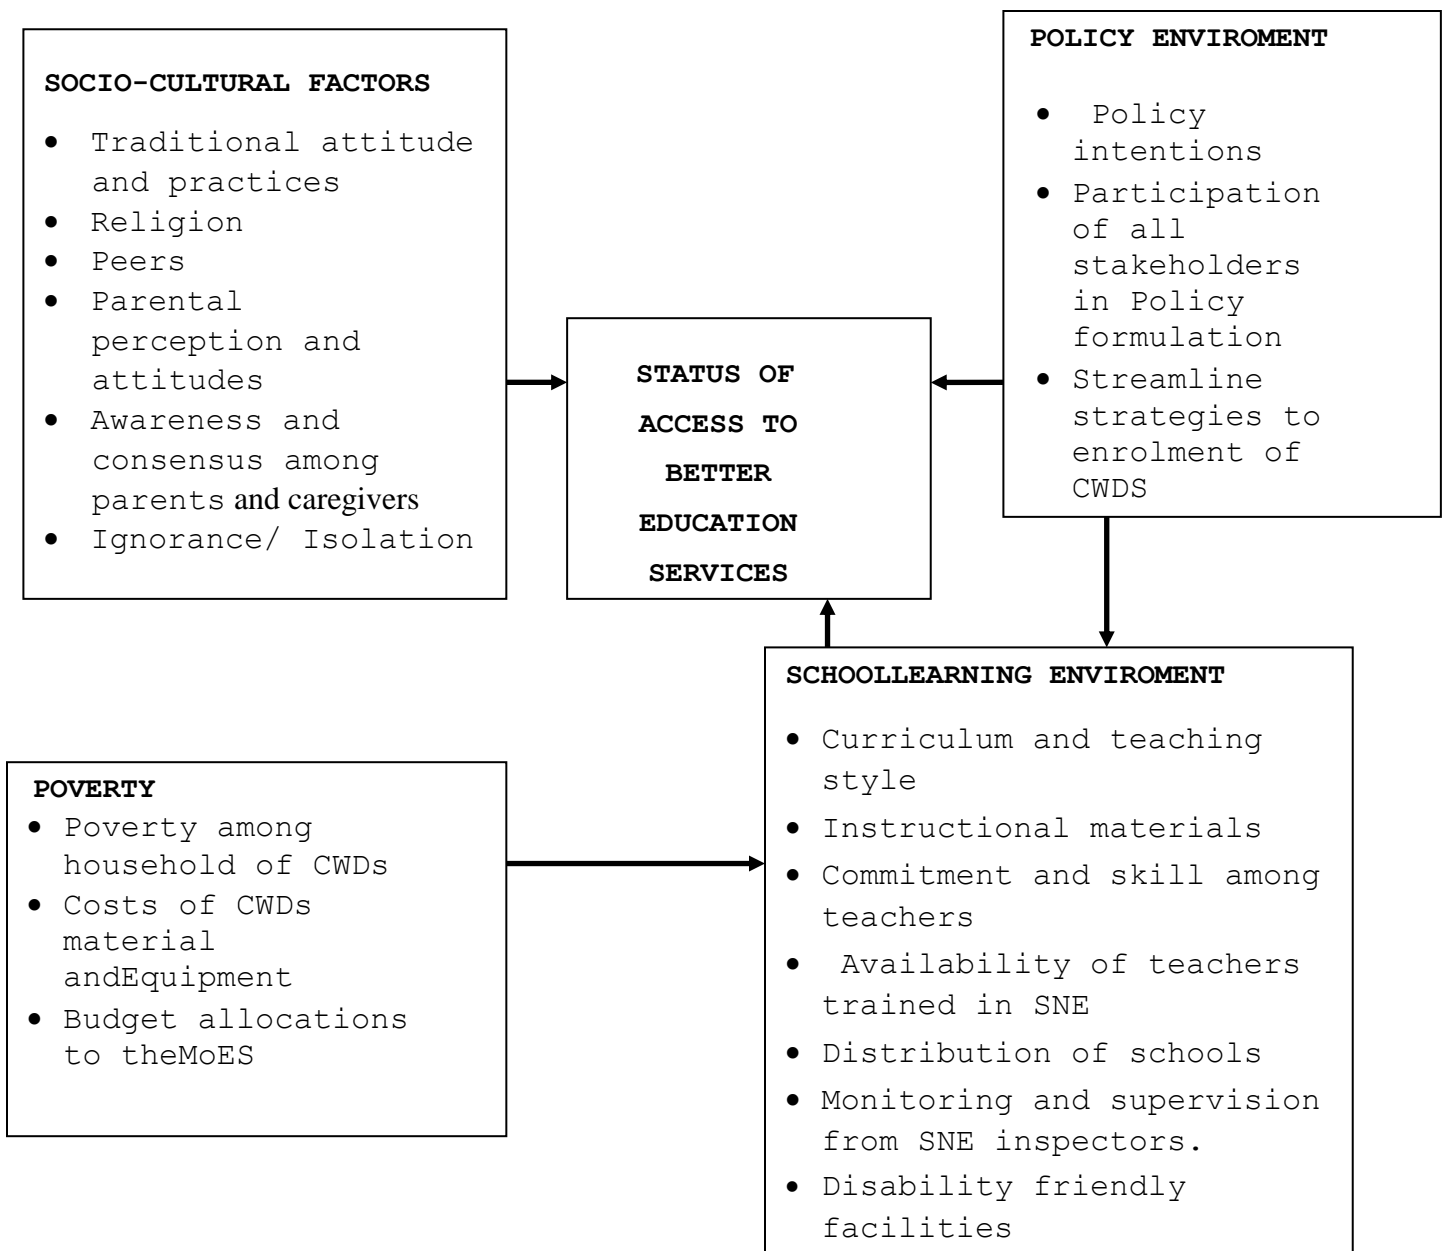 SOCIO-CULTURAL FACTORS
• Traditional attitude
and practices
• Religion
• Peers
• Parental
perception and
attitudes
• Awareness and
consensus among
parents and caregivers
• Ignorance/ Isolation
POLICY ENVIROMENT
• Policy
intentions
• Participation
of all
stakeholders
in Policy
formulation
• Streamline
strategies to
enrolment of
CWDS
STATUS OF
ACCESS TO
BETTER
EDUCATION
SERVICES
POVERTY
• Poverty among
household of CWDs
• Costs of CWDs
material
andEquipment
• Budget allocations
to theMoES
SCHOOLLEARNING ENVIROMENT
• Curriculum and teaching
style
• Instructional materials
• Commitment and skill among
teachers
• Availability of teachers
trained in SNE
• Distribution of schools
• Monitoring and supervision
from SNE inspectors.
• Disability friendly
facilities